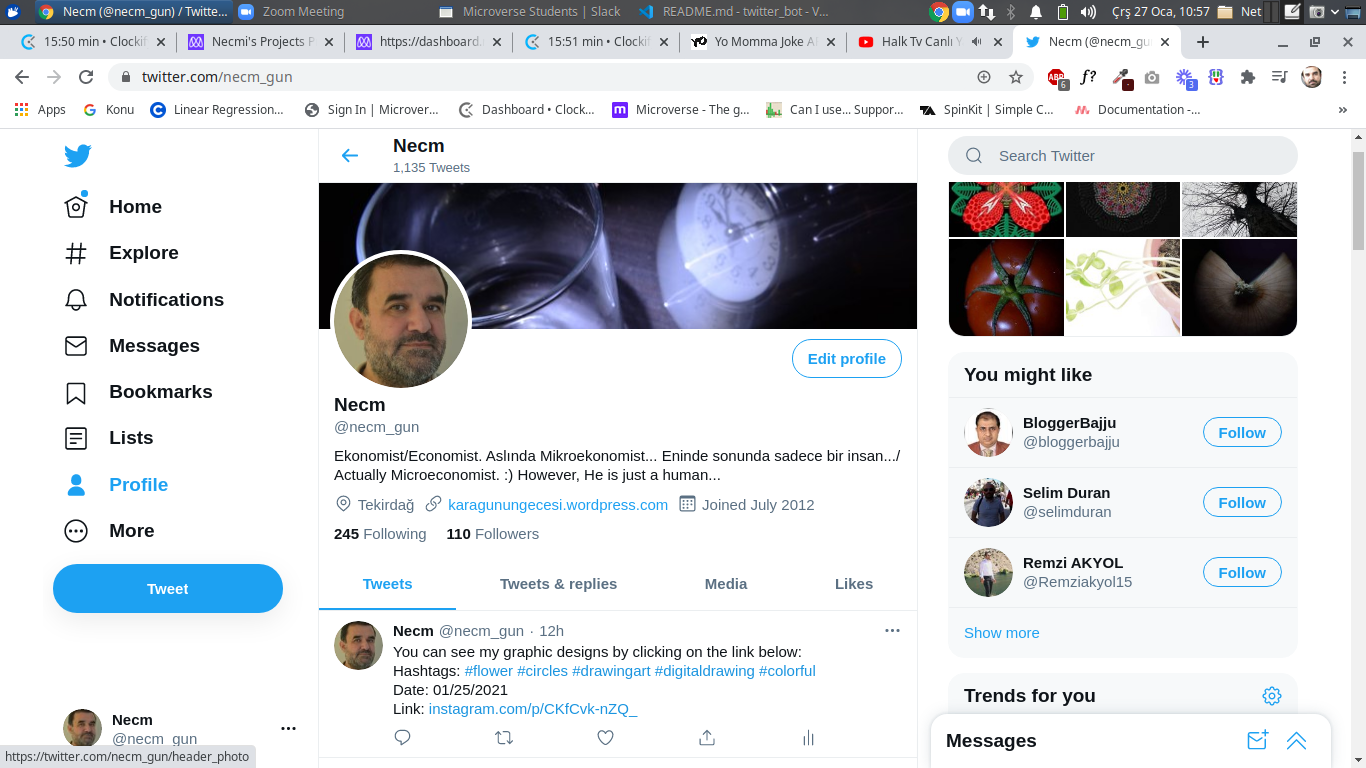 Necm (@necm_gun) / Twitte...
Zoom Meeting
Microverse Students | Slack
README.md - twitter_bot - V...
Çrş 27 Oca, 10:57
Net
15:50 min • Clockif
Necmi's Projects P
https://dashboard.
15:51 min • Clockif
Yo Momma Joke A
Halk Tv Canlı Y
Necm (@necm_gu
twitter.com/necm_gun
ABP
6
f?
3
Apps
Konu
Linear Regression...
Sign In | Microver...
Dashboard • Clock...
Microverse - The g...
Can I use... Suppor...
SpinKit | Simple C...
Documentation -...
»
Necm
1,135 Tweets
Search Twitter
Home
Explore
Notifications
Messages
Bookmarks
Lists
Profile
More
Tweet
Edit profile
Necm
@necm_gun
Ekonomist/Economist. Aslında Mikroekonomist... Eninde sonunda sadece bir insan.../
Actually Microeconomist. :) However, He is just a human...
Tekirdağ karagunungecesi.wordpress.com Joined July 2012
245 Following 110 Followers
Tweets
Tweets & replies
Media
Likes
Necm @necm_gun · 12h
You can see my graphic designs by clicking on the link below:
Hashtags: #flower #circles #drawingart #digitaldrawing #colorful
Date: 01/25/2021
Link: instagram.com/p/CKfCvk-nZQ_
You might like
BloggerBajju
@bloggerbajju
Follow
Selim Duran
@selimduran
Follow
Remzi AKYOL
@Remziakyol15
Follow
Show more
Trends for you
Messages
Necm
@necm_gun
https://twitter.com/necm_gun/header_photo